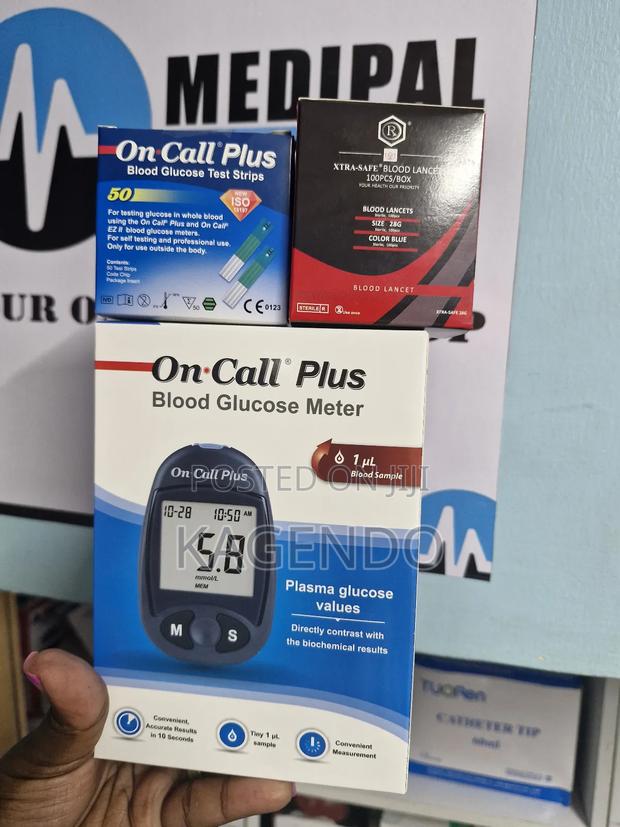 MEDIPAL
UR O
P
On Call® Plus
Blood Glucose Test Strips
50
NEW
ISO
15197
For testing glucose in whole blood
using the On Call® Plus and On Call®
EZ II blood glucose meters.
For self testing and professional use.
Only for use outside the body.
Contents:
50 Test Strips
Code Chip
Package Insert
IVD
50
CE 0123
R
XTRA-SAFE® BLOOD LANCET
100PCS/BOX
YOUR HEALTH OUR PRIORITY
BLOOD LANCETS
SIZE 28G
COLOR BLUE
BLOOD LANCET
STERILE R
Use once
XTRA-SAFE 28G
On Call® Plus
Blood Glucose Meter
1 µL
Blood Sample
On Call Plus
10-28 10:50 AM
5.8
mmol/L
MEM
M S
POSTED ON JIJI
KAGENDO
Plasma glucose
values
Directly contrast with
the biochemical results
Convenient,
Accurate Results
in 10 Seconds
Tiny 1 µL
sample
Convenient
Measurement
CATHETER TIP
60ml